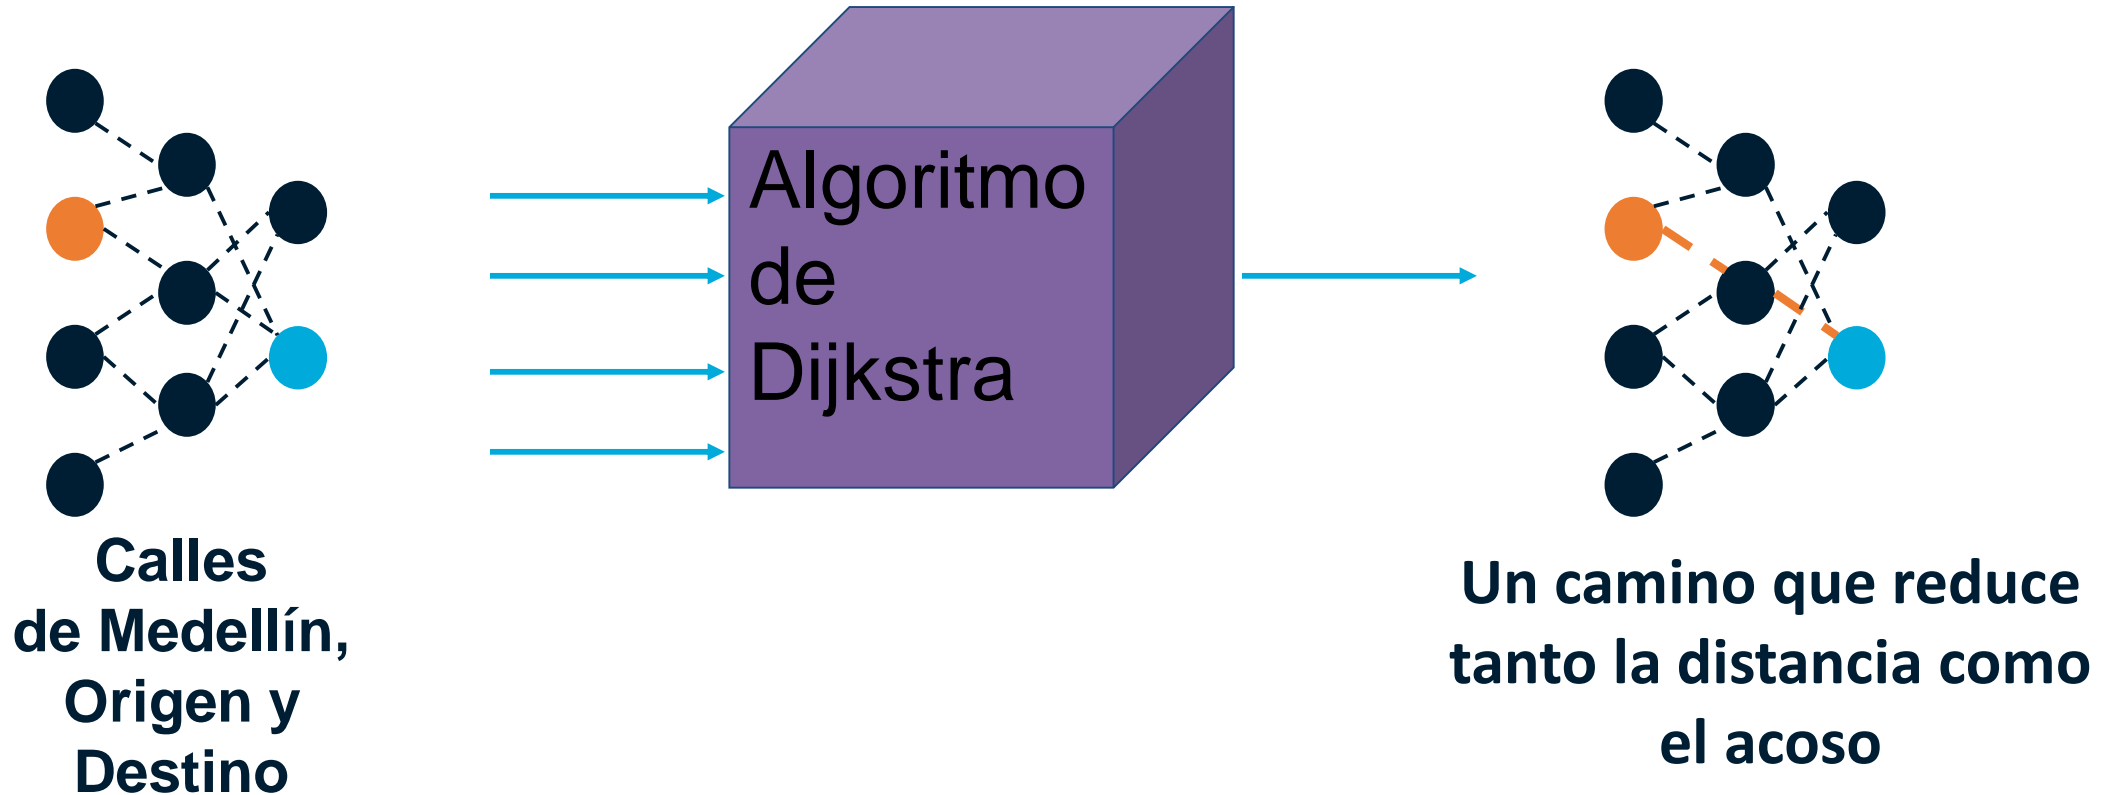 Calles
de Medellín,
Origen y
Destino
Algoritmo
de
Dijkstra
Un camino que reduce
tanto la distancia como
el acoso